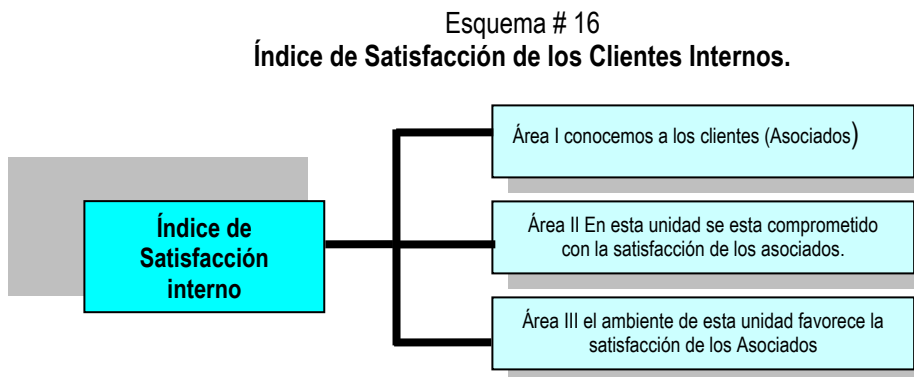 Esquema # 16
Índice de Satisfacción de los Clientes Internos.
Área I conocemos a los clientes (Asociados)
Índice de
Satisfacción
interno
Área II En esta unidad se esta comprometido
con la satisfacción de los asociados.
Área III el ambiente de esta unidad favorece la
satisfacción de los Asociados